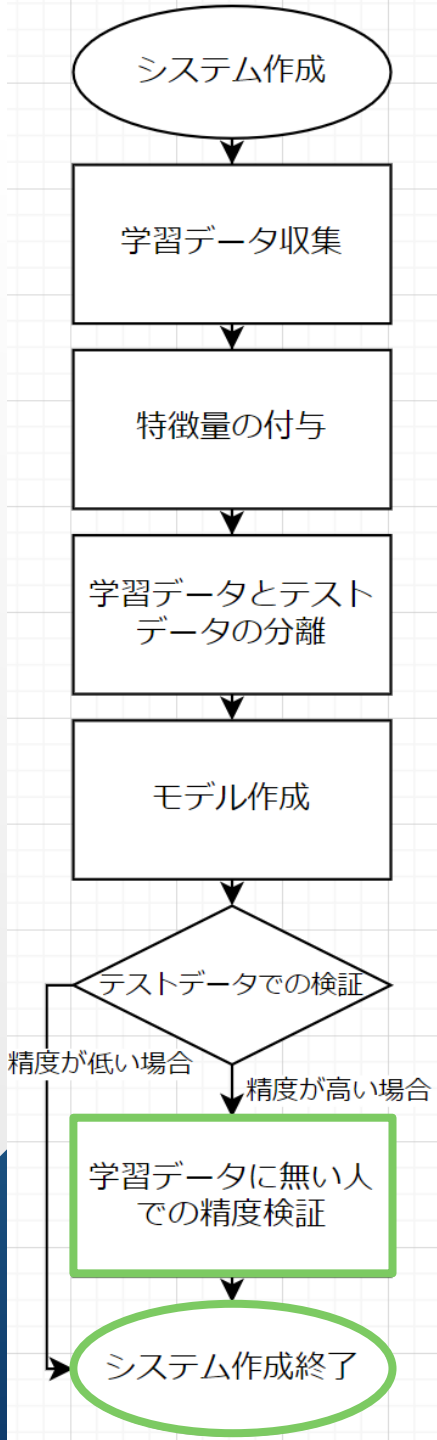 システム作成
学習データ収集
特徴量の付与
学習データとテスト
データの分離
モデル作成
テストデータでの検証
精度が低い場合
精度が高い場合
学習データに無い人
での精度検証
システム作成終了